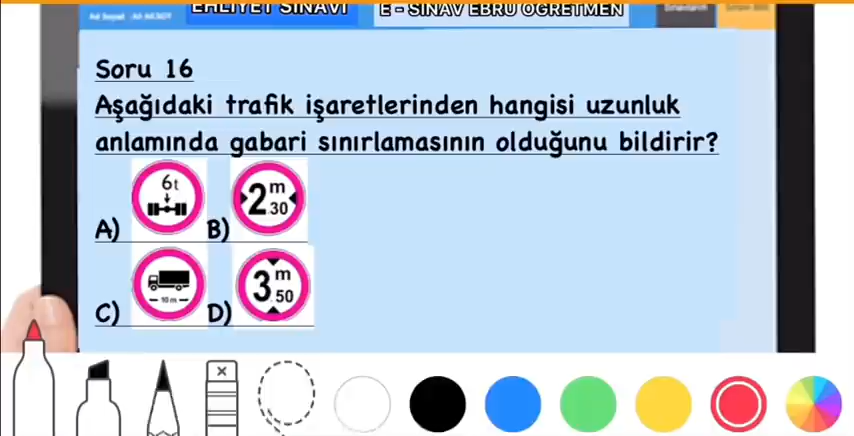 EHLİYET SINAVI
E - SINAV EBRU ÖĞRETMEN
Soru 16
Aşağıdaki trafik işaretlerinden hangisi uzunluk
anlamında gabari sınırlamasının olduğunu bildirir?
A) 6t
B) 2 m .30
C) 10 m
D) 3 m .50